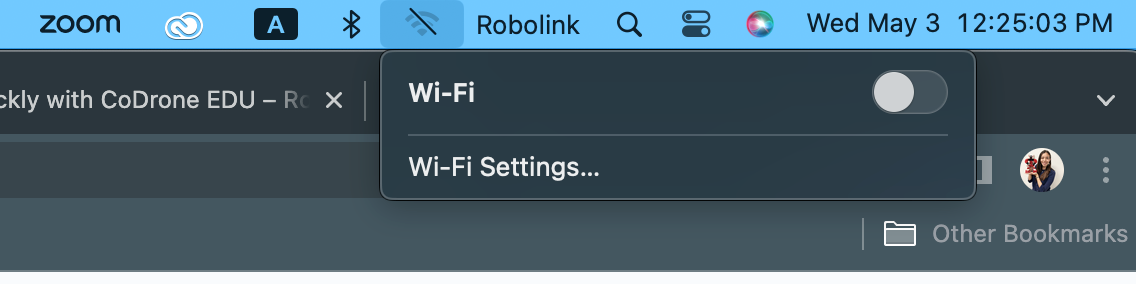 zoom A Robolink Wed May 3 12:25:03 PM
ckly with CoDrone EDU – Ro
Wi-Fi
Wi-Fi Settings...
Other Bookmarks